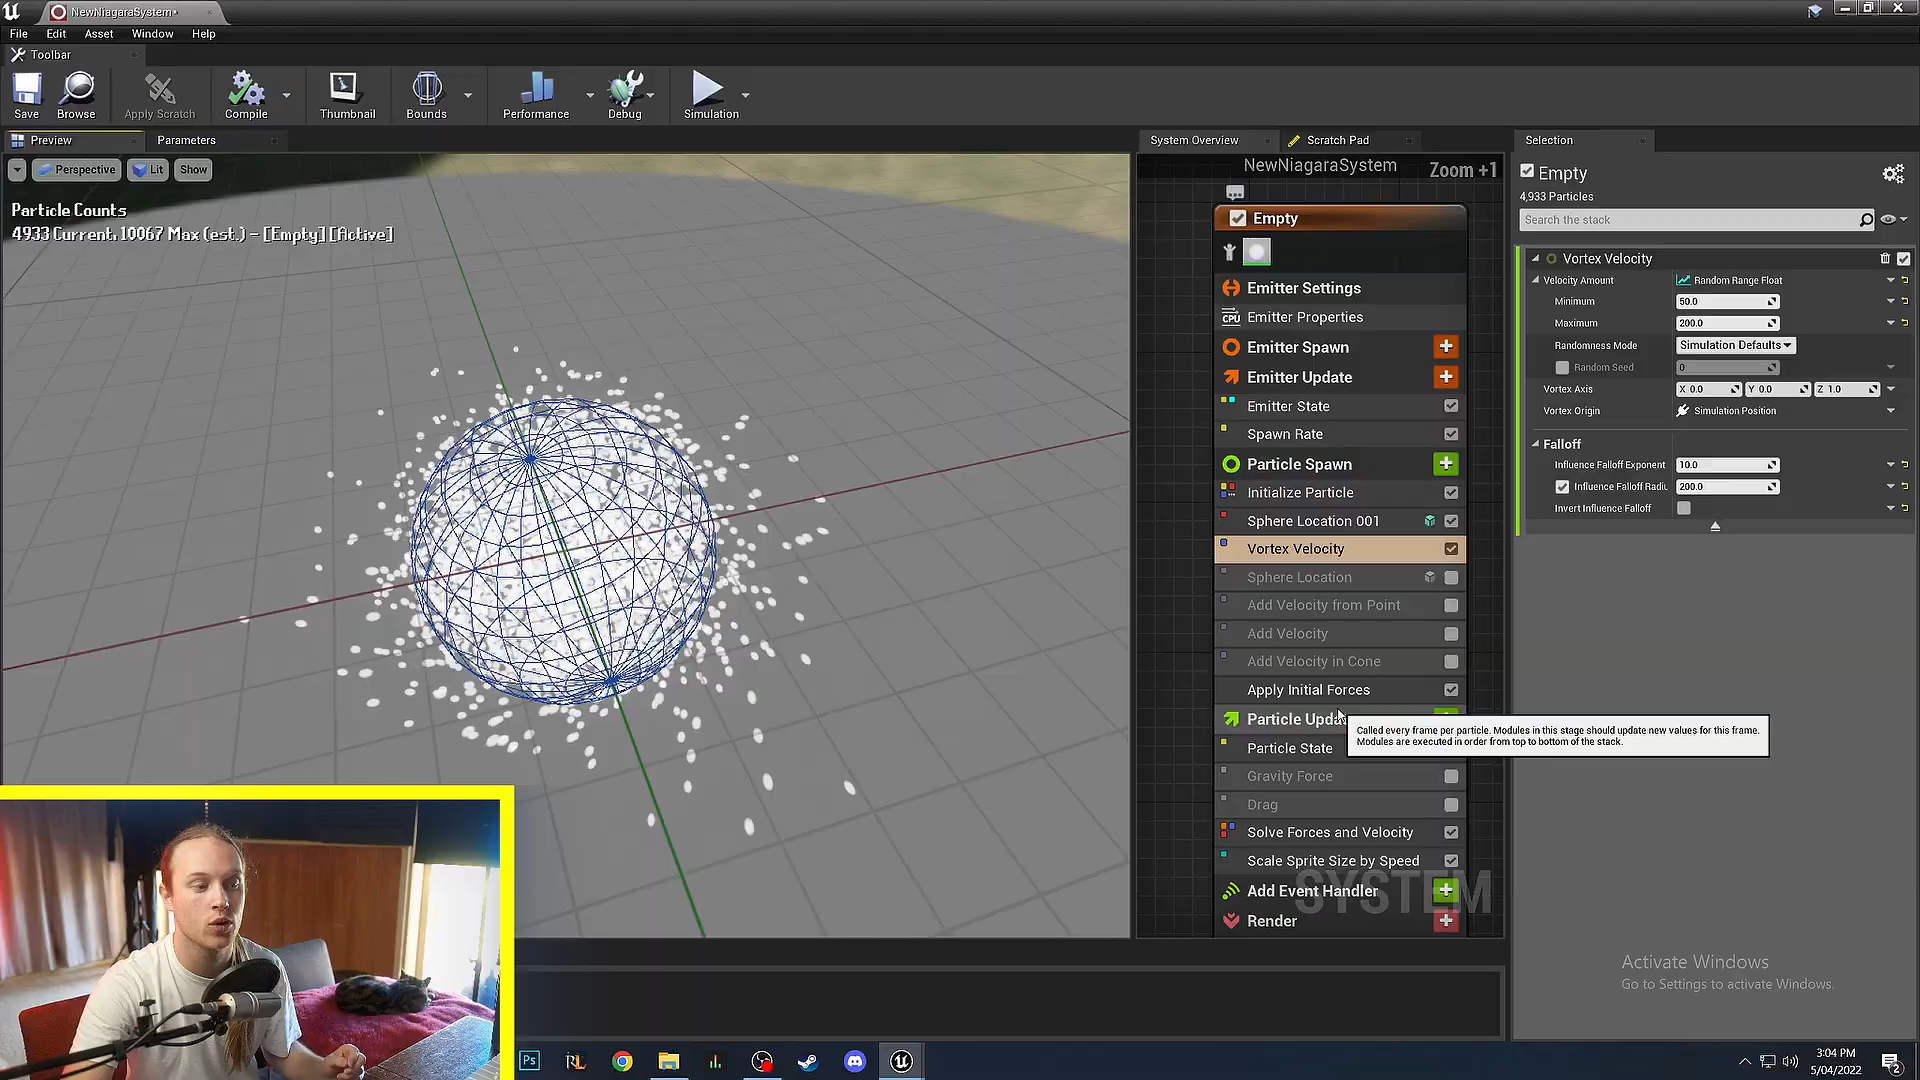 NewNiagaraSystem•
File Edit Asset Window Help
Toolbar
Save Browse Apply Scratch Compile Thumbnail Bounds Performance Debug Simulation
Preview Parameters
Perspective Lit Show
Particle Counts
4933 Current, 10067 Max (est.) - [Empty] [Active]
System Overview Scratch Pad
NewNiagaraSystem Zoom +1
Empty
Emitter Settings
CPU Emitter Properties
Emitter Spawn
Emitter Update
Emitter State
Spawn Rate
Particle Spawn
Initialize Particle
Sphere Location 001
Vortex Velocity
Sphere Location
Add Velocity from Point
Add Velocity
Add Velocity in Cone
Apply Initial Forces
Particle Upda
Particle State
Gravity Force
Drag
Solve Forces and Velocity
Scale Sprite Size by Speed
Add Event Handler
Render
SYSTEM
Called every frame per particle. Modules in this stage should update new values for this frame.
Modules are executed in order from top to bottom of the stack.
Selection
Empty
4,933 Particles
Search the stack
Vortex Velocity
Velocity Amount Random Range Float
Minimum 50.0
Maximum 200.0
Randomness Mode Simulation Defaults
Random Seed 0
Vortex Axis X 0.0 Y 0.0 Z 1.0
Vortex Origin Simulation Position
Falloff
Influence Falloff Exponent 10.0
Influence Falloff Radiu 200.0
Invert Influence Falloff
Activate Windows
Go to Settings to activate Windows.
Ps RL
3:04 PM
5/04/2022
2